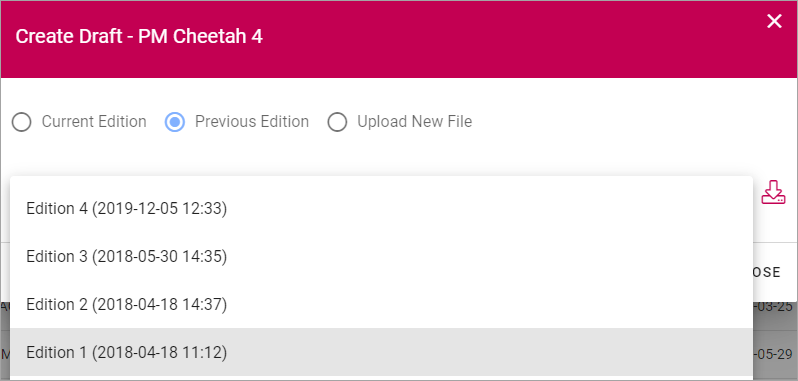 Create Draft - PM Cheetah 4
Current Edition Previous Edition Upload New File
Edition 4 (2019-12-05 12:33)
Edition 3 (2018-05-30 14:35)
OSE
Edition 2 (2018-04-18 14:37)
-03-25
Edition 1 (2018-04-18 11:12)
M
-05-29